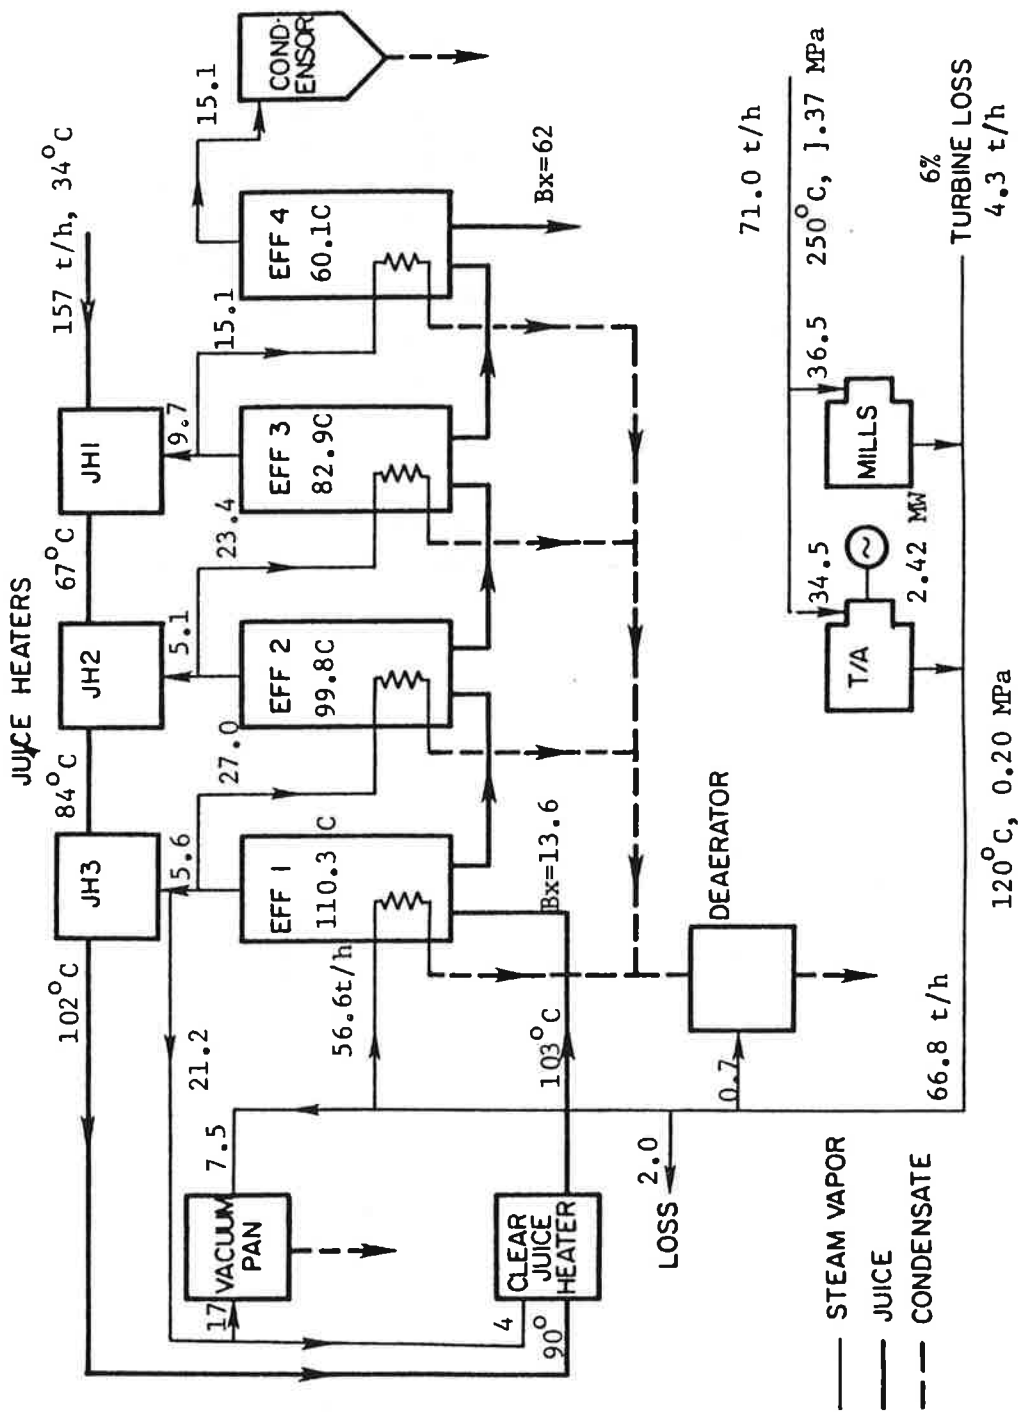 JUICE HEATERS
157 t/h, 34°C
JH1
67°C
JH2
84°C
JH3
102°C
9.7
5.1
5.6
15.1
15.1
23.4
27.0
21.2
COND-
ENSOR
EFF 4
60.1C
EFF 3
82.9C
EFF 2
99.8C
EFF 1
110.3 C
Bx=62
Bx=13.6
56.6t/h
103°C
7.5
VACUUM
PAN
17
CLEAR
JUICE
HEATER
4
90°
LOSS
2.0
0.7
DEAERATOR
66.8 t/h
120°C, 0.20 MPa
71.0 t/h
250°C, 1.37 MPa
36.5
34.5
MILLS
T/A
~
2.42 MW
6%
TURBINE LOSS
4.3 t/h
STEAM VAPOR
JUICE
CONDENSATE